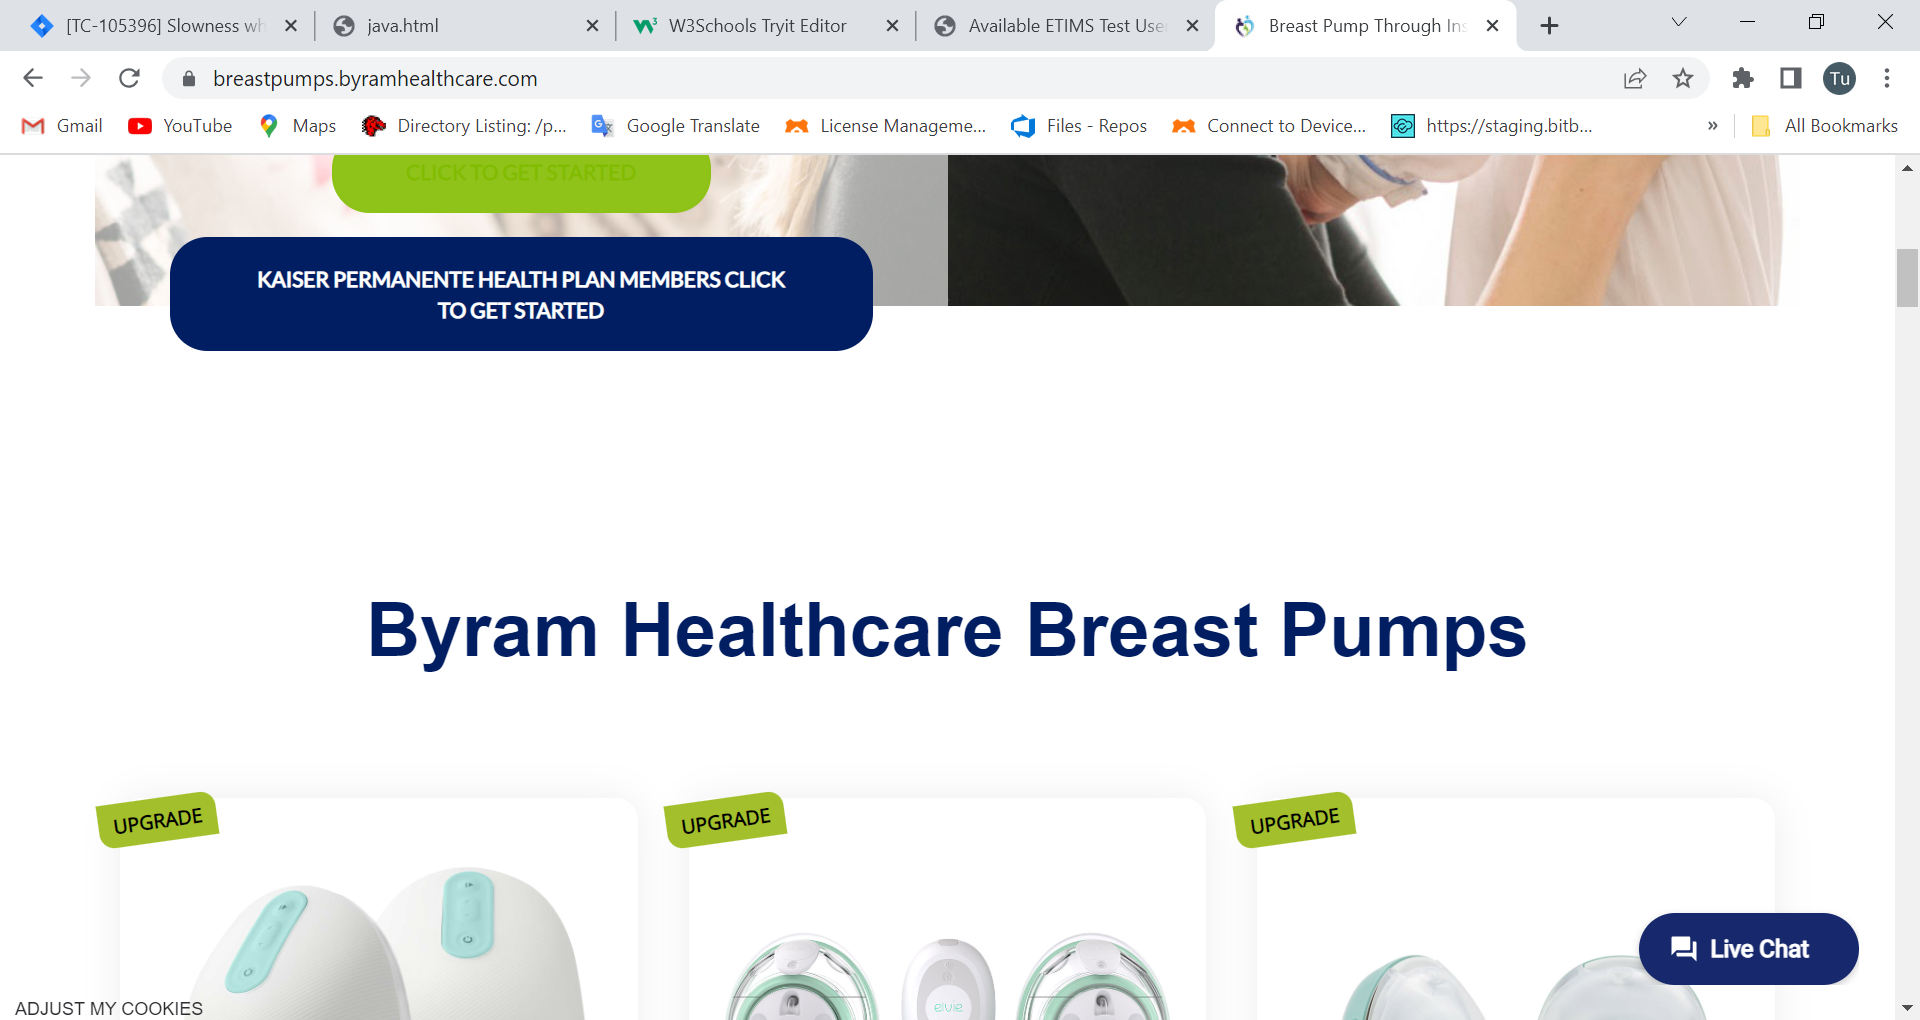 [TC-105396] Slowness wh
java.html
W3Schools Tryit Editor
Available ETIMS Test Use
Breast Pump Through Ins
breastpumps.byramhealthcare.com
Tu
Gmail
YouTube
Maps
Directory Listing: /p...
Google Translate
License Manageme...
Files - Repos
Connect to Device...
https://staging.bitb...
»
All Bookmarks
CLICK TO GET STARTED
KAISER PERMANENTE HEALTH PLAN MEMBERS CLICK
TO GET STARTED
Byram Healthcare Breast Pumps
UPGRADE
UPGRADE
UPGRADE
elvie
Live Chat
ADJUST MY COOKIES